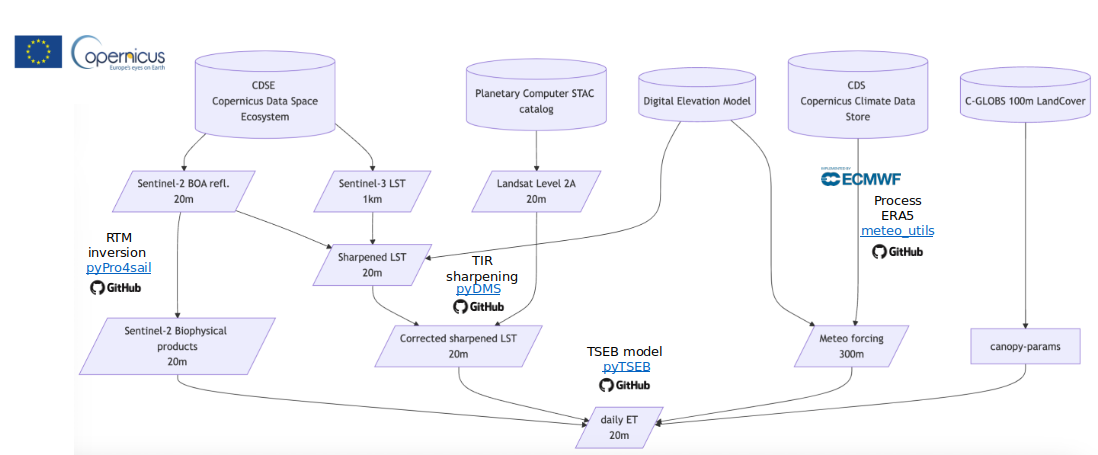 opernicus
Europe's eyes on Earth
CDSE
Copernicus Data Space
Ecosystem
Planetary Computer STAC
catalog
Digital Elevation Model
CDS
Copernicus Climate Data
Store
C-GLOBS 100m LandCover
Sentinel-2 BOA refl.
20m
Sentinel-3 LST
1km
Landsat Level 2A
20m
IMPLEMENTED BY
ECMWF
Process
ERA5
meteo_utils
GitHub
RTM
inversion
pyPro4sail
GitHub
Sharpened LST
20m
TIR
sharpening
pyDMS
GitHub
Sentinel-2 Biophysical
products
20m
Corrected sharpened LST
20m
Meteo forcing
300m
canopy-params
TSEB model
pyTSEB
GitHub
daily ET
20m